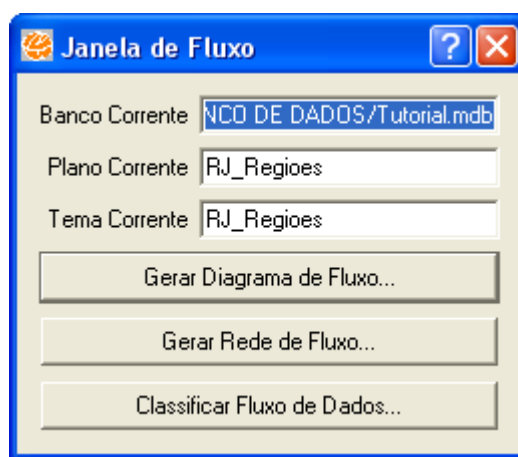 Janela de Fluxo
Banco Corrente NCO DE DADOS/Tutorial.mdb
Plano Corrente RJ_Regioes
Tema Corrente RJ_Regioes
Gerar Diagrama de Fluxo...
Gerar Rede de Fluxo...
Classificar Fluxo de Dados...